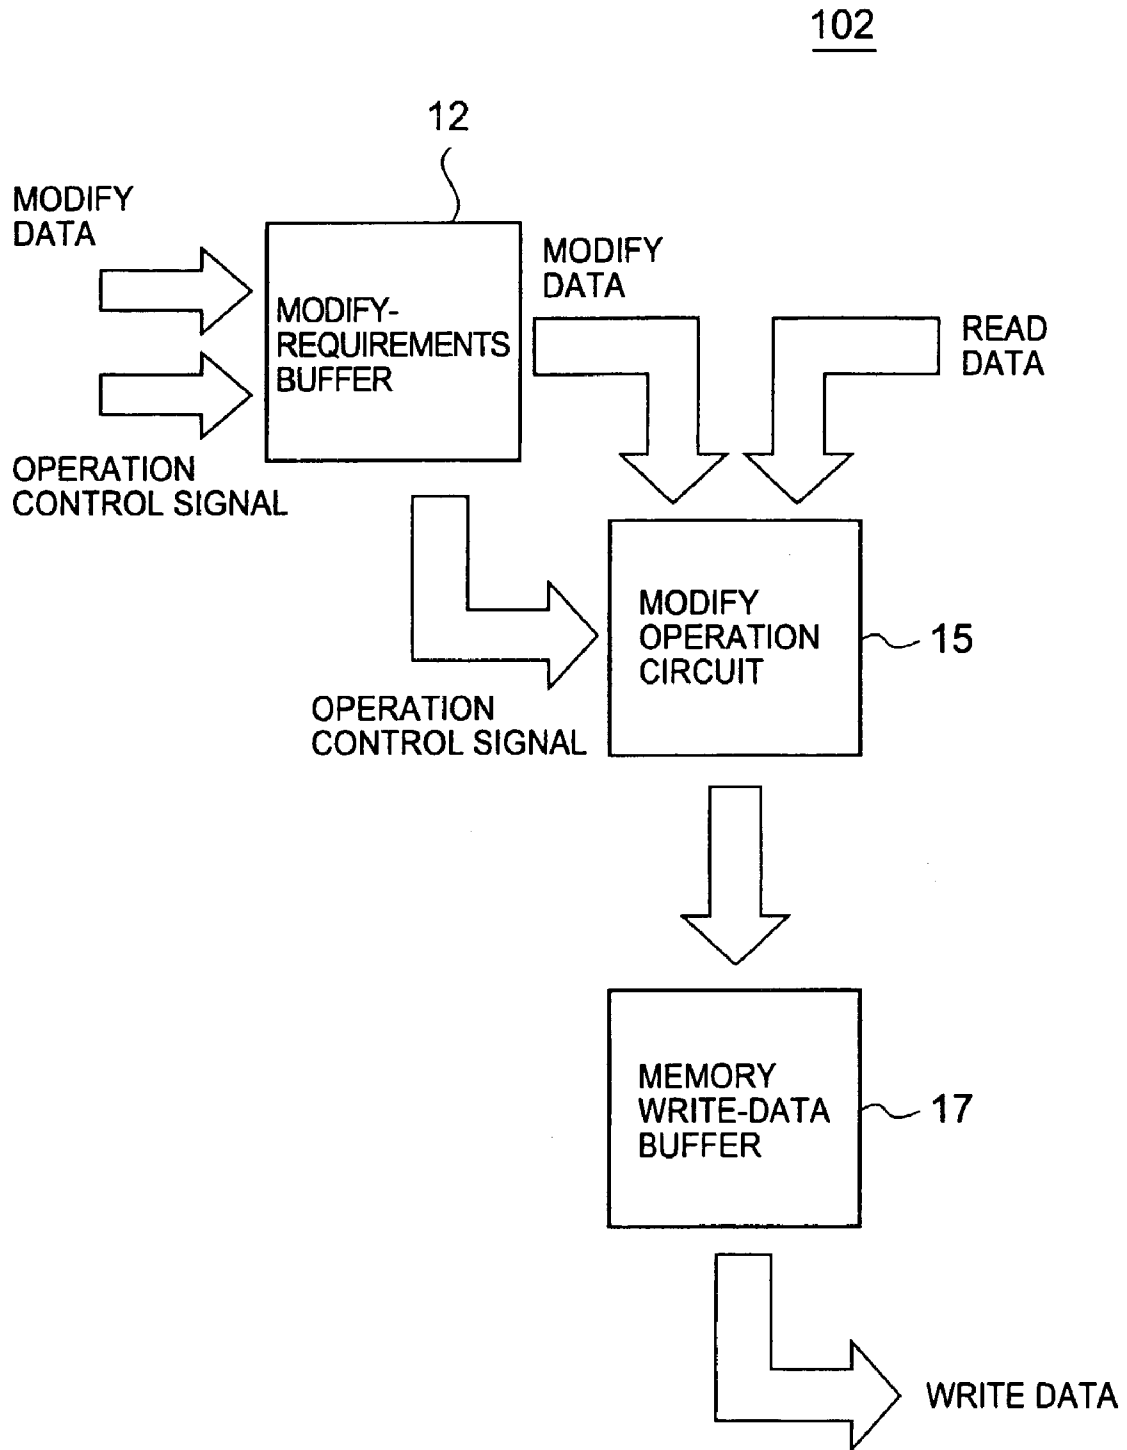 102
12
MODIFY
DATA
MODIFY-
REQUIREMENTS
BUFFER
MODIFY
DATA
READ
DATA
OPERATION
CONTROL SIGNAL
MODIFY
OPERATION
CIRCUIT
15
OPERATION
CONTROL SIGNAL
MEMORY
WRITE-DATA
BUFFER
17
WRITE DATA